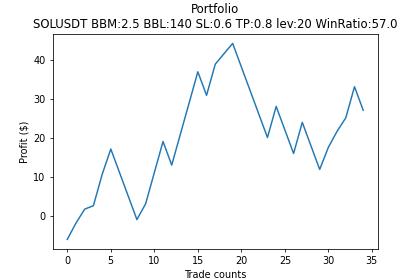 Portfolio
SOLUSDT BBM:2.5 BBL:140 SL:0.6 TP:0.8 lev:20 WinRatio:57.0
Profit ($)
40
30
20
10
0
0 5 10 15 20 25 30 35
Trade counts